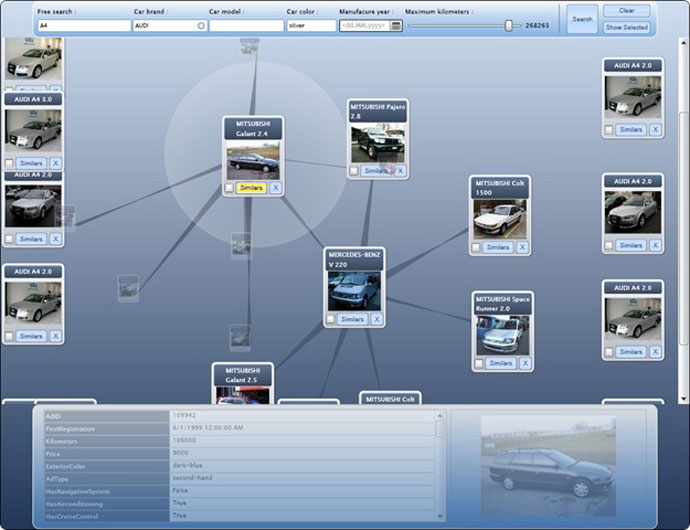 Free search :
Car brand :
Car model :
Car color :
Manufacure year :
Maximum kilometers :
A4
AUDI
silver
<dd.MM.yyyy>
268263
Search
Clear
Show Selected
Similars X
AUDI A4 3.0
Similars X
AUDI A4 2.0
Similars X
AUDI A4 2.0
Similars X
MITSUBISHI
Galant 2.4
Similars X
MITSUBISHI Pajero
2.8
Similars X
MITSUBISHI Colt
1500
Similars X
MERCEDES-BENZ
V 220
Similars X
MITSUBISHI Space
Runner 2.0
Similars X
MITSUBISHI
Galant 2.5
MITSUBISHI Colt
AUDI A4 2.0
Similars X
AUDI A4 2.0
Similars X
AUDI A4 2.0
Similars X
AdID 109942
FirstRegistration 6/1/1999 12:00:00 AM
Kilometers 106000
Price 9000
ExteriorColor dark-blue
AdType second-hand
HasNavigationSystem False
HasAirconditioning True
HasCruiseControl True